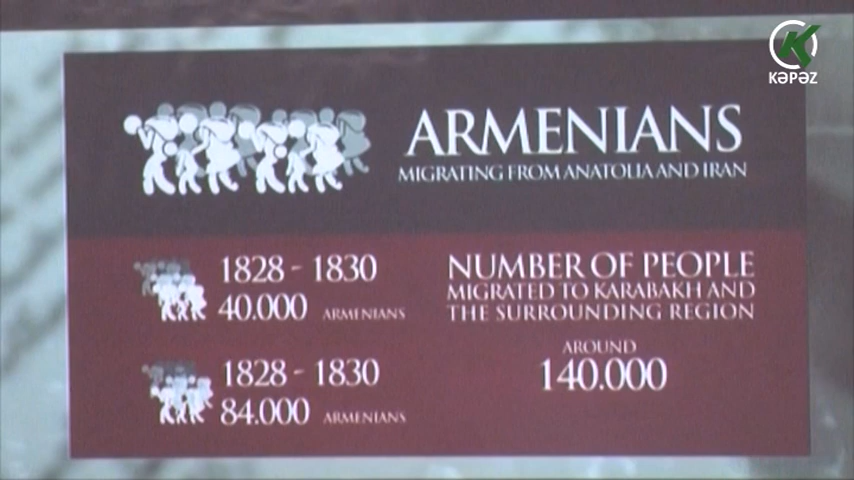 KƏPƏZ
ARMENIANS
MIGRATING FROM ANATOLIA AND IRAN
1828 - 1830
40.000 ARMENIANS
1828 - 1830
84.000 ARMENIANS
NUMBER OF PEOPLE
MIGRATED TO KARABAKH AND
THE SURROUNDING REGION
AROUND
140.000